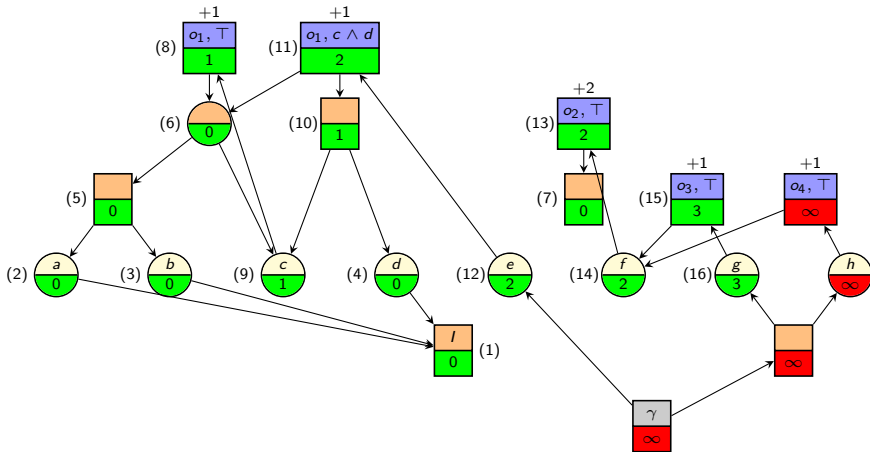 +1 +1
(8) o₁, ⊤ (11) o₁, c ∧ d
1 2
+2
(13) o₂, ⊤
2
(6) 0 (10) 1
+1 +1
(5) 0 (7) 0 (15) o₃, ⊤ o₄, ⊤
3 ∞
(2) a (3) b (9) c (4) d (12) e (14) f (16) g h
0 0 1 0 2 2 3 ∞
I (1)
0 ∞
γ
∞